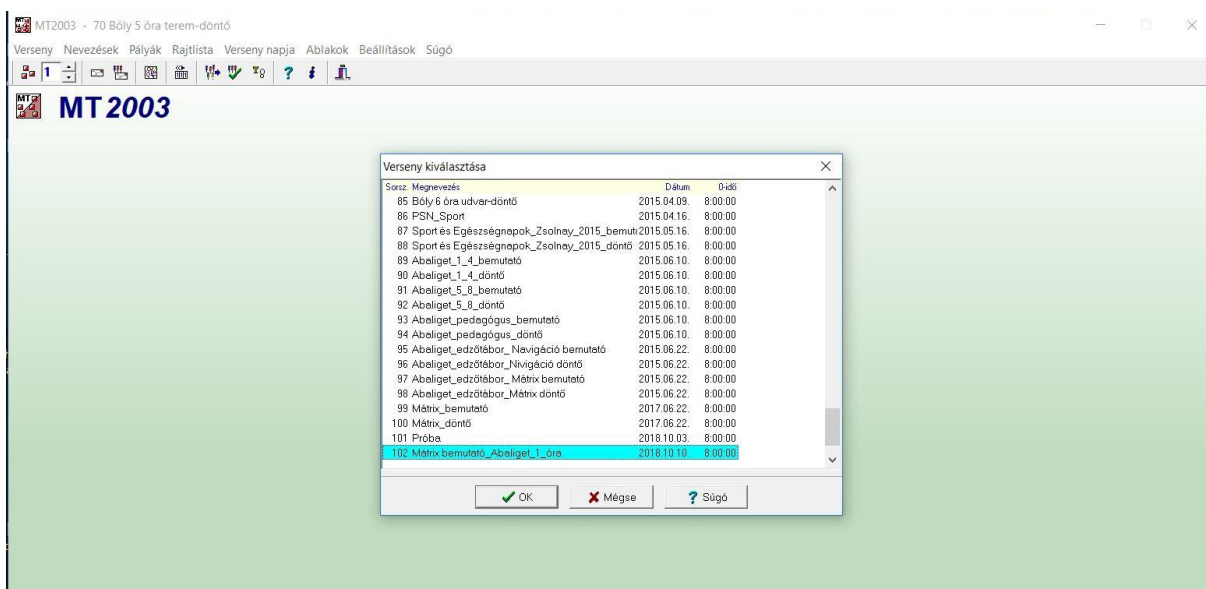 MT2003 - 70 Bóly 5 óra terem-döntő
Verseny Nevezések Pályák Rajtlista Verseny napja Ablakok Beállítások Súgó
1
MT 2003
Verseny kiválasztása
Sorsz. Megnevezés Dátum 0-idő
85 Bóly 6 óra udvar-döntő 2015.04.09. 8:00:00
86 PSN_Sport 2015.04.16. 8:00:00
87 Sport és Egészségnapok_Zsolnay_2015_bemuta 2015.05.16. 8:00:00
88 Sport és Egészségnapok_Zsolnay_2015_döntő 2015.05.16. 8:00:00
89 Abaliget_1_4_bemutató 2015.06.10. 8:00:00
90 Abaliget_1_4_döntő 2015.06.10. 8:00:00
91 Abaliget_5_8_bemutató 2015.06.10. 8:00:00
92 Abaliget_5_8_döntő 2015.06.10. 8:00:00
93 Abaliget_pedagógus_bemutató 2015.06.10. 8:00:00
94 Abaliget_pedagógus_döntő 2015.06.10. 8:00:00
95 Abaliget_edzőtábor_ Navigáció bemutató 2015.06.22. 8:00:00
96 Abaliget_edzőtábor_Nivigáció döntő 2015.06.22. 8:00:00
97 Abaliget_edzőtábor_ Mátrix bemutató 2015.06.22. 8:00:00
98 Abaliget_edzőtábor_Mátrix döntő 2015.06.22. 8:00:00
99 Mátrix_bemutató 2017.06.22. 8:00:00
100 Mátrix_döntő 2017.06.22. 8:00:00
101 Próba 2018.10.03. 8:00:00
102 Mátrix bemutató_Abaliget_1_óra 2018.10.10. 8:00:00
OK Mégse ? Súgó